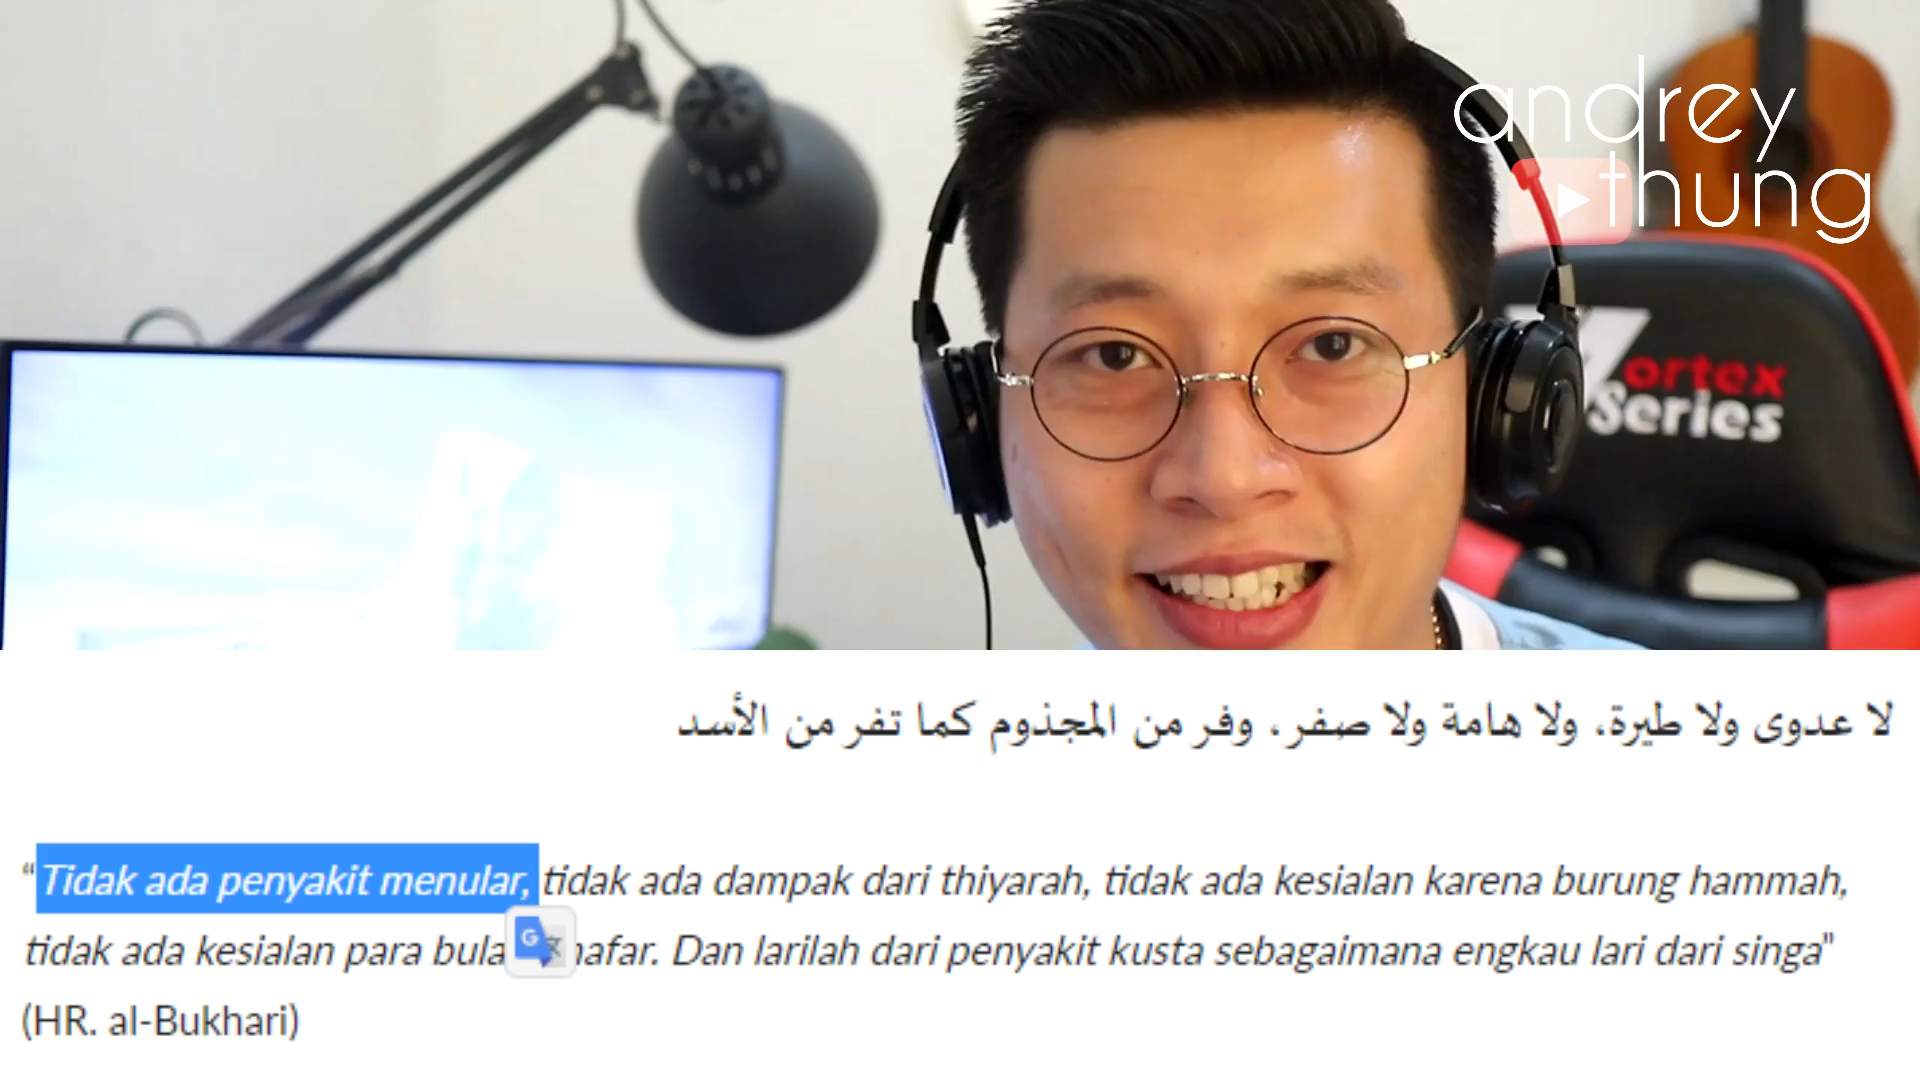 andrey
thung
Vortex
Series
لا عدوى ولا طيرة، ولا هامة ولا صفر، وفر من المجذوم كما تفر من الأسد
“Tidak ada penyakit menular, tidak ada dampak dari thiyarah, tidak ada kesialan karena burung hammah,
tidak ada kesialan para bula hafar. Dan larilah dari penyakit kusta sebagaimana engkau lari dari singa”
(HR. al-Bukhari)